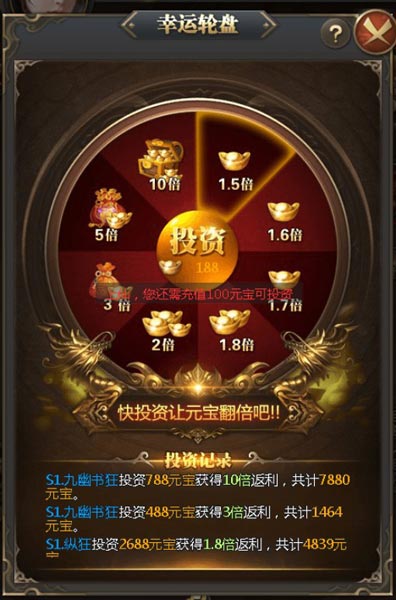 幸运轮盘
?
10倍
1.5倍
5倍
1.6倍
投资
188
3倍
您还需充值100元宝可投资
1.7倍
2倍
1.8倍
快投资让元宝翻倍吧!!
投资记录
S1.九幽书狂投资788元宝获得10倍返利，共计7880
元宝。
S1.九幽书狂投资488元宝获得3倍返利，共计1464
元宝。
S1.纵狂投资2688元宝获得1.8倍返利，共计4839元